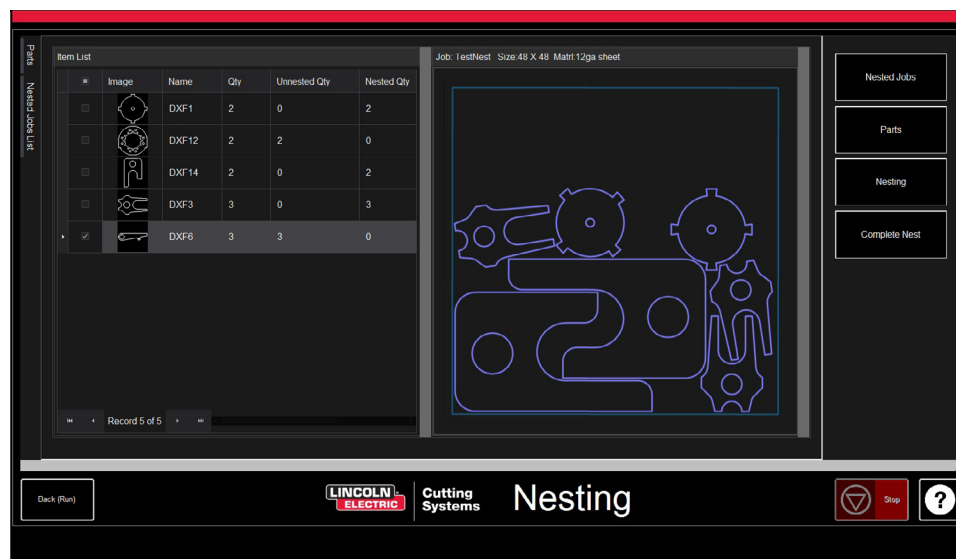 Parts
Nested Jobs List
Item List
Image Name Qty Unnested Qty Nested Qty
DXF1 2 0 2
DXF12 2 2 0
DXF14 2 0 2
DXF3 3 0 3
DXF6 3 3 0
Record 5 of 5
Job: TestNest Size:48 X 48 Matrl:12ga sheet
Nested Jobs
Parts
Nesting
Complete Nest
Dack (Run)
LINCOLN
ELECTRIC
Cutting
Systems
Nesting
Stop
?